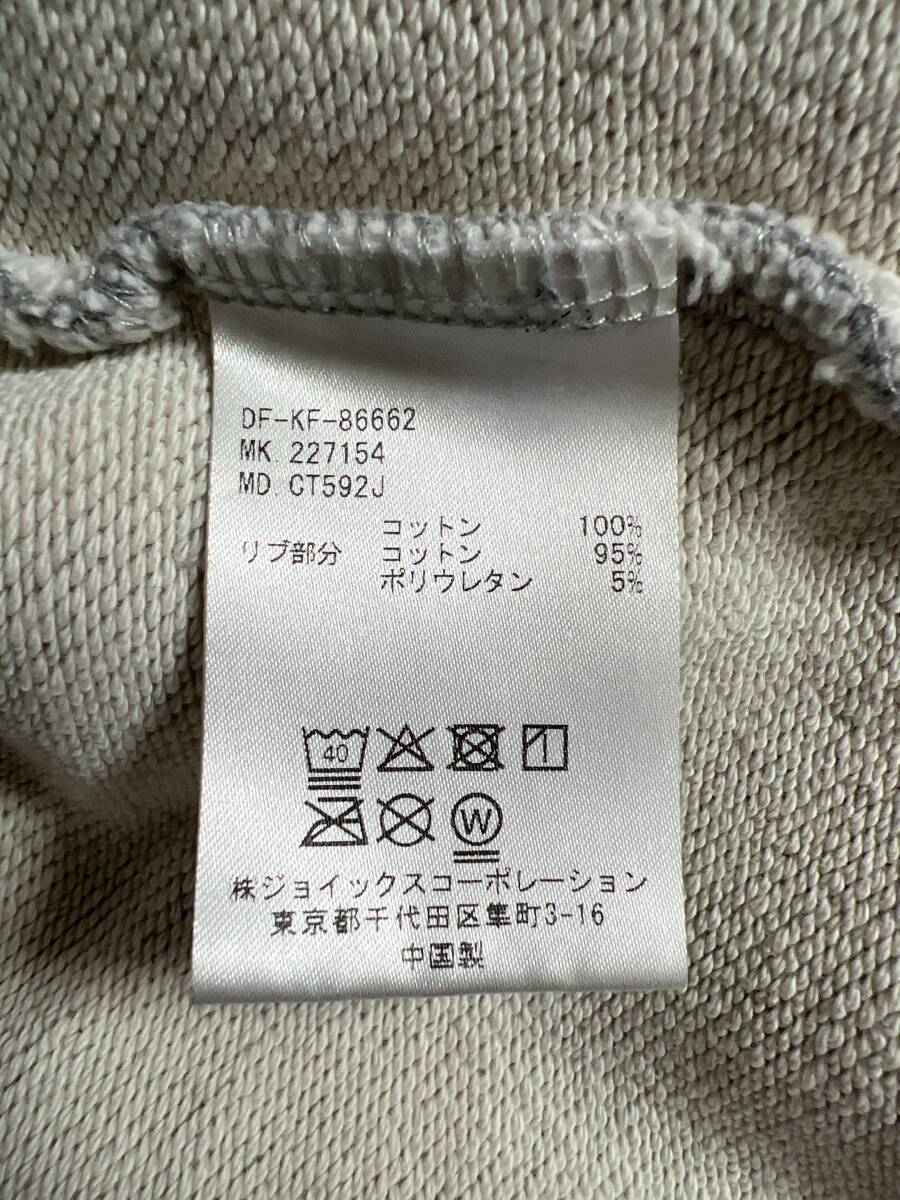 DF-KF-86662
MK 227154
MD.CT592J
コットン 100%
リブ部分 コットン 95%
ポリウレタン 5%
40
W
株ジョイックスコーポレーション
東京都千代田区隼町3-16
中国製